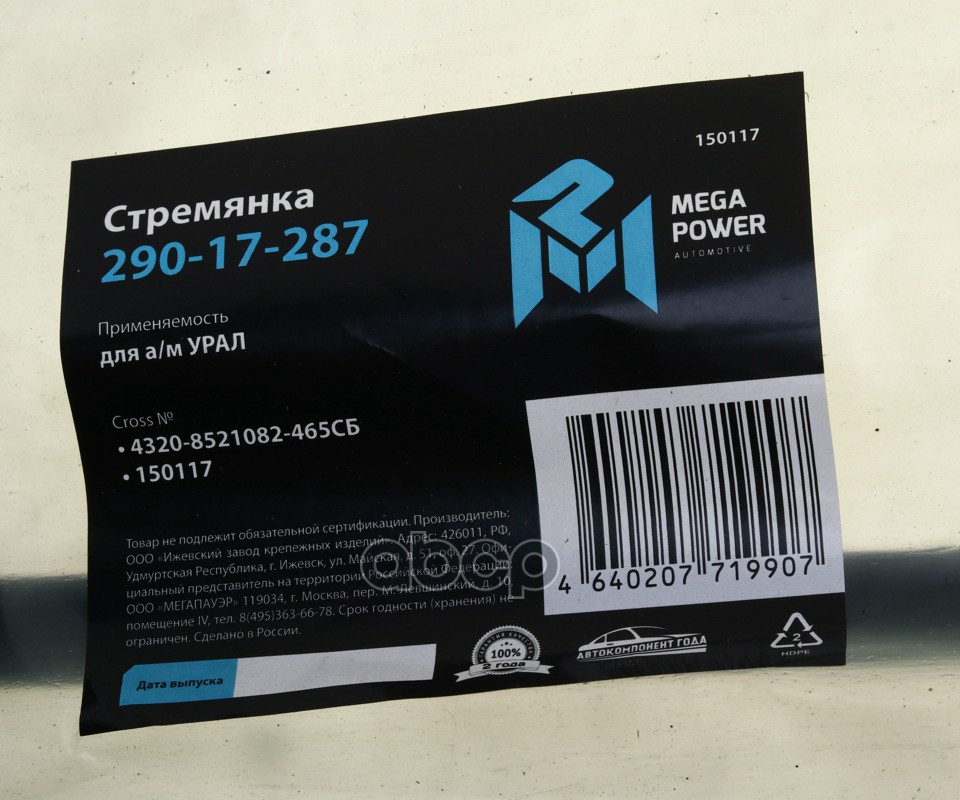 150117
Стремянка
290-17-287
MEGA
POWER
AUTOMOTIVE
Применяемость
для а/м УРАЛ
Cross №
• 4320-8521082-465СБ
• 150117
Товар не подлежит обязательной сертификации. Производитель:
ООО «Ижевский завод крепежных изделий». Адрес: 426011, РФ,
Удмуртская Республика, г. Ижевск, ул. Майская, д. 51, оф. 27. Офи-
циальный представитель на территории Российской Федерации:
ООО «МЕГАПАУЭР» 119034, г. Москва, пер. М. Левшинский, д. 10,
помещение IV, тел. 8(495)363-66-78. Срок годности (хранения) не
ограничен. Сделано в России.
авер
4 640207 719907
Дата выпуска
ГАРАНТИЯ КАЧЕСТВА
100%
2 года
АВТОКОМПОНЕНТ ГОДА
2
HDPE